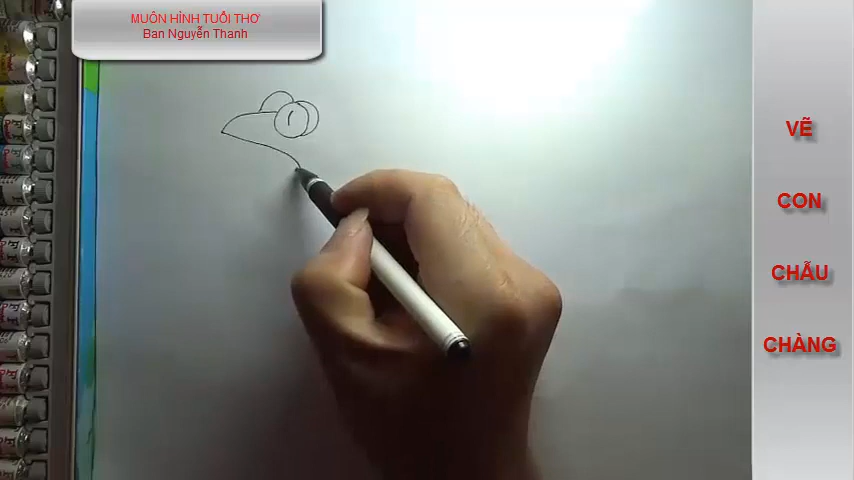 MUÔN HÌNH TUỔI THƠ
Ban Nguyễn Thanh
VẼ
CON
CHẪU
CHÀNG